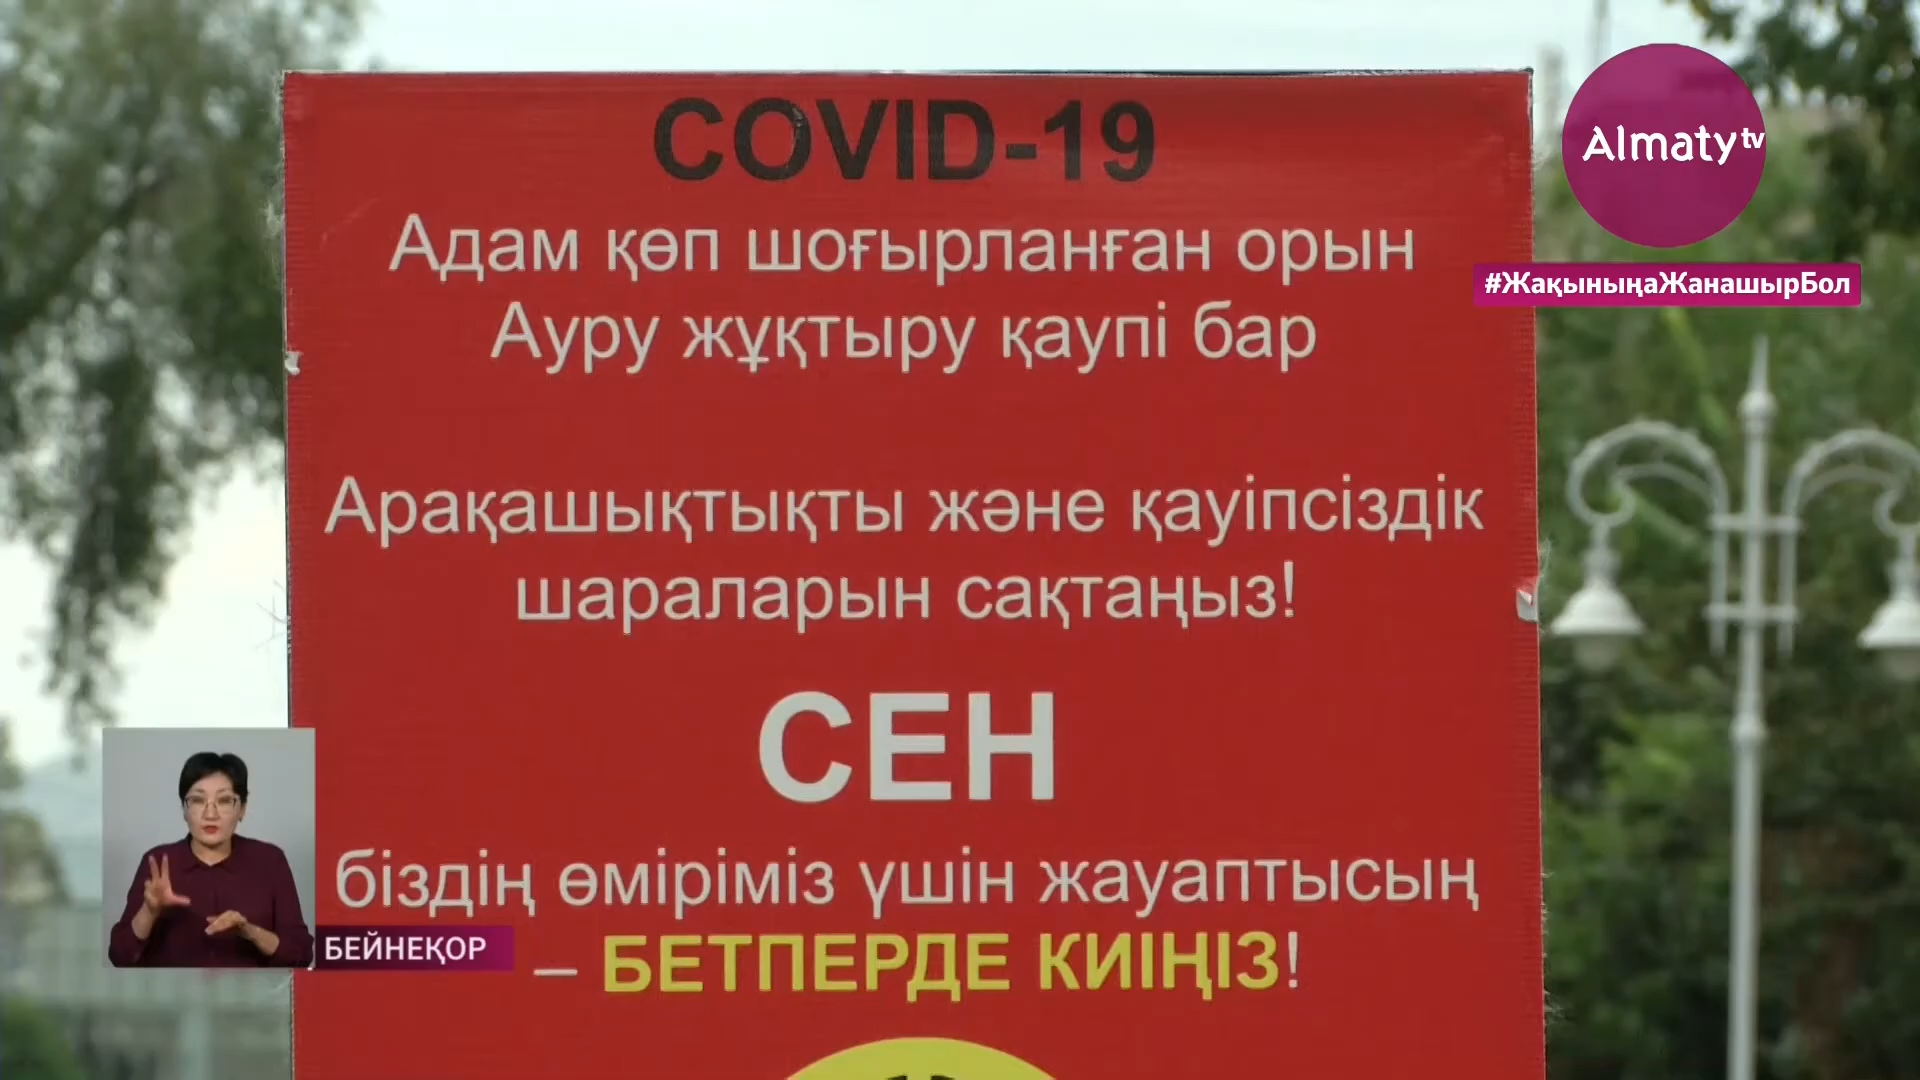 COVID-19
Адам көп шоғырланған орын
Ауру жұқтыру қаупі бар
Арақашықтықты және қауіпсіздік
шараларын сақтаңыз!
СЕН
біздің өміріміз үшін жауаптысың
– БЕТПЕРДЕ КИІҢІЗ!
Almaty tv
#ЖақыныңаЖанашырБол
БЕЙНЕҚОР